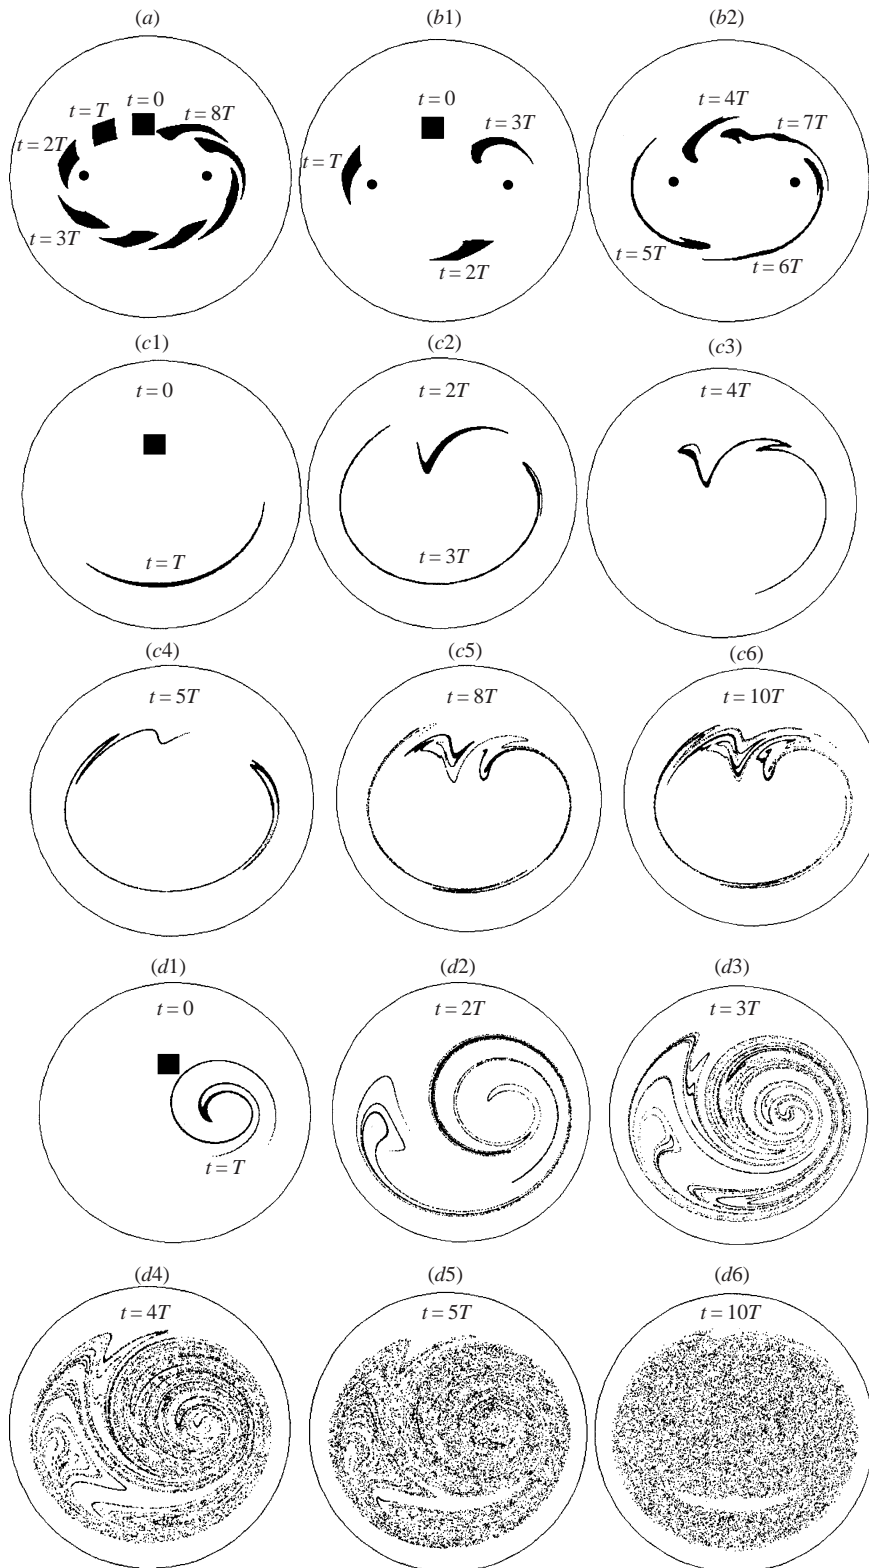 (a)
(b1)
(b2)
t = T
t = 0
t = 8T
t = 2T
t = 3T
t = 0
t = 3T
t = T
t = 2T
t = 4T
t = 7T
t = 5T
t = 6T
(c1)
(c2)
(c3)
t = 0
t = T
t = 2T
t = 3T
t = 4T
(c4)
(c5)
(c6)
t = 5T
t = 8T
t = 10T
(d1)
(d2)
(d3)
t = 0
t = T
t = 2T
t = 3T
(d4)
(d5)
(d6)
t = 4T
t = 5T
t = 10T